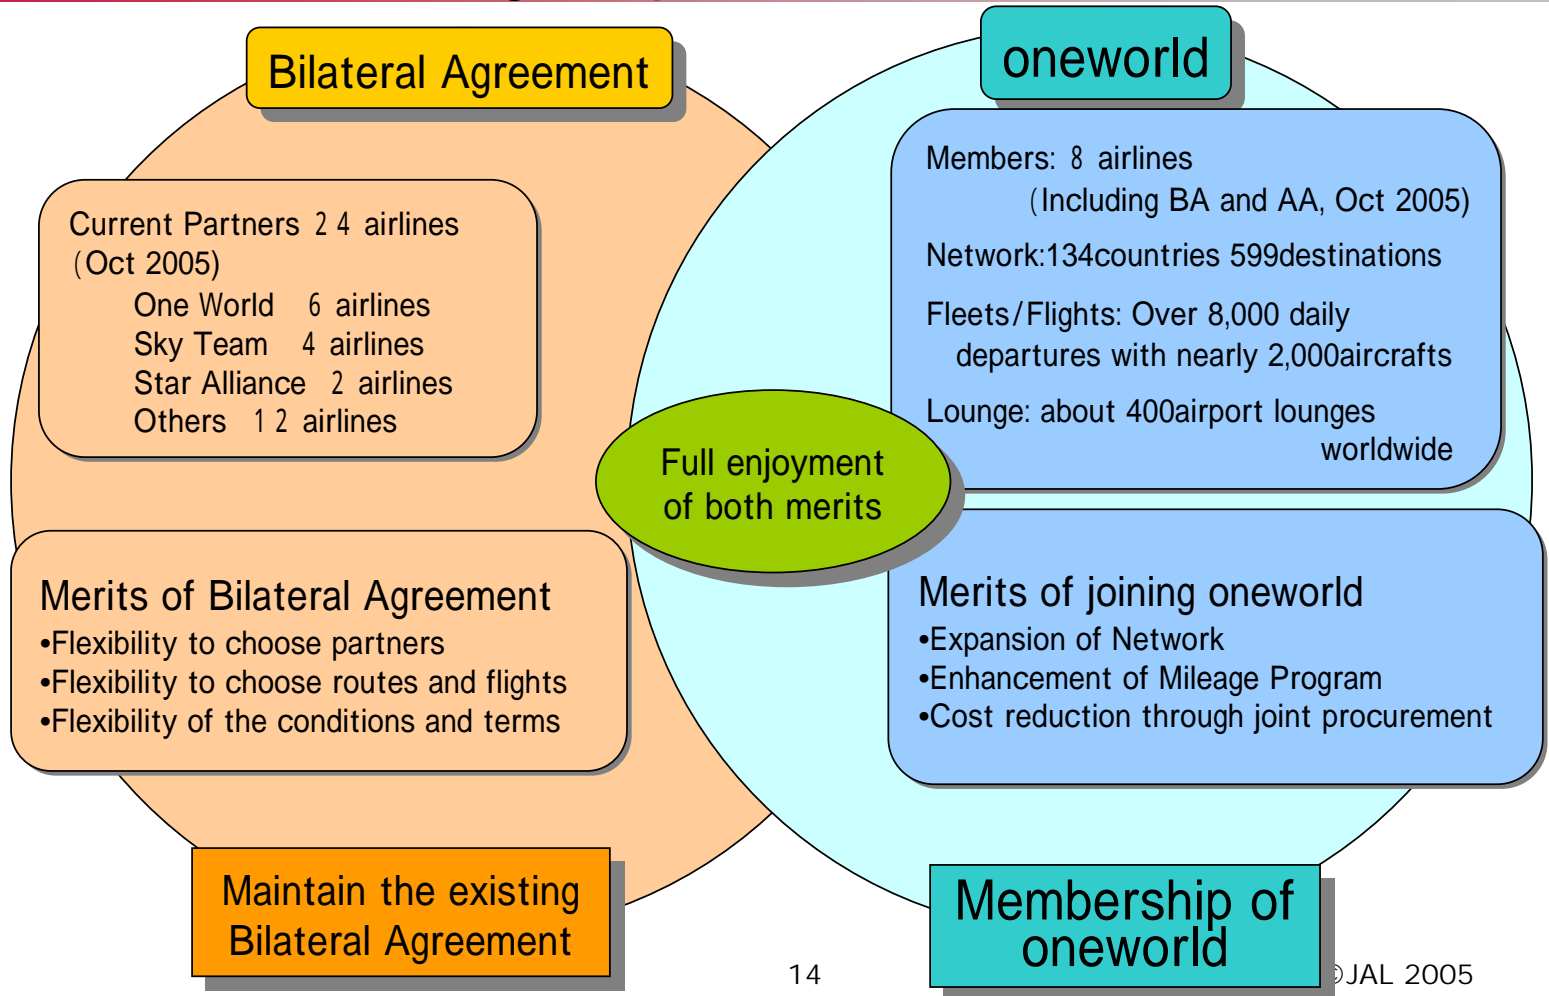 Bilateral Agreement
Current Partners 24 airlines
(Oct 2005)
One World 6 airlines
Sky Team 4 airlines
Star Alliance 2 airlines
Others 12 airlines
Merits of Bilateral Agreement
•Flexibility to choose partners
•Flexibility to choose routes and flights
•Flexibility of the conditions and terms
Maintain the existing
Bilateral Agreement
Full enjoyment
of both merits
oneworld
Members: 8 airlines
(Including BA and AA, Oct 2005)
Network:134countries 599destinations
Fleets/Flights: Over 8,000 daily
departures with nearly 2,000aircrafts
Lounge: about 400airport lounges
worldwide
Merits of joining oneworld
•Expansion of Network
•Enhancement of Mileage Program
•Cost reduction through joint procurement
Membership of
oneworld
14
©JAL 2005